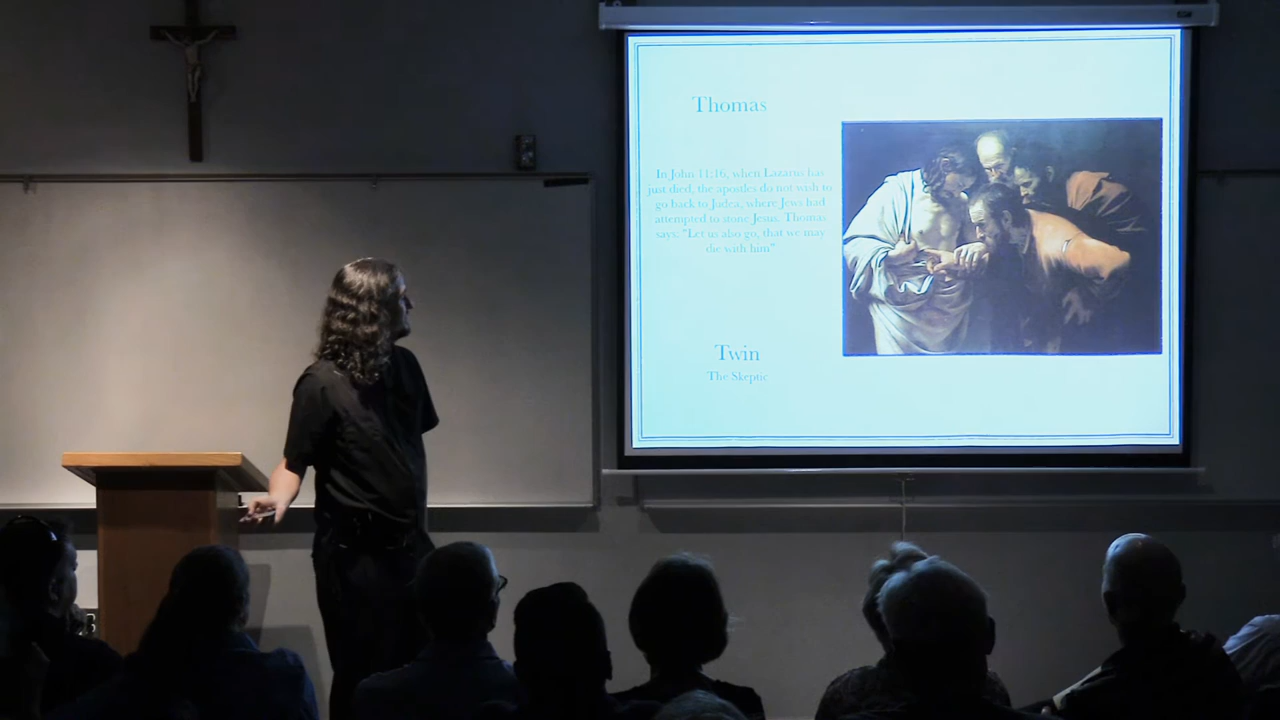 Thomas
In John 11:16, when Lazarus has
just died, the apostles do not wish to
go back to Judea, where Jews had
attempted to stone Jesus. Thomas
says: "Let us also go, that we may
die with him"
Twin
The Skeptic